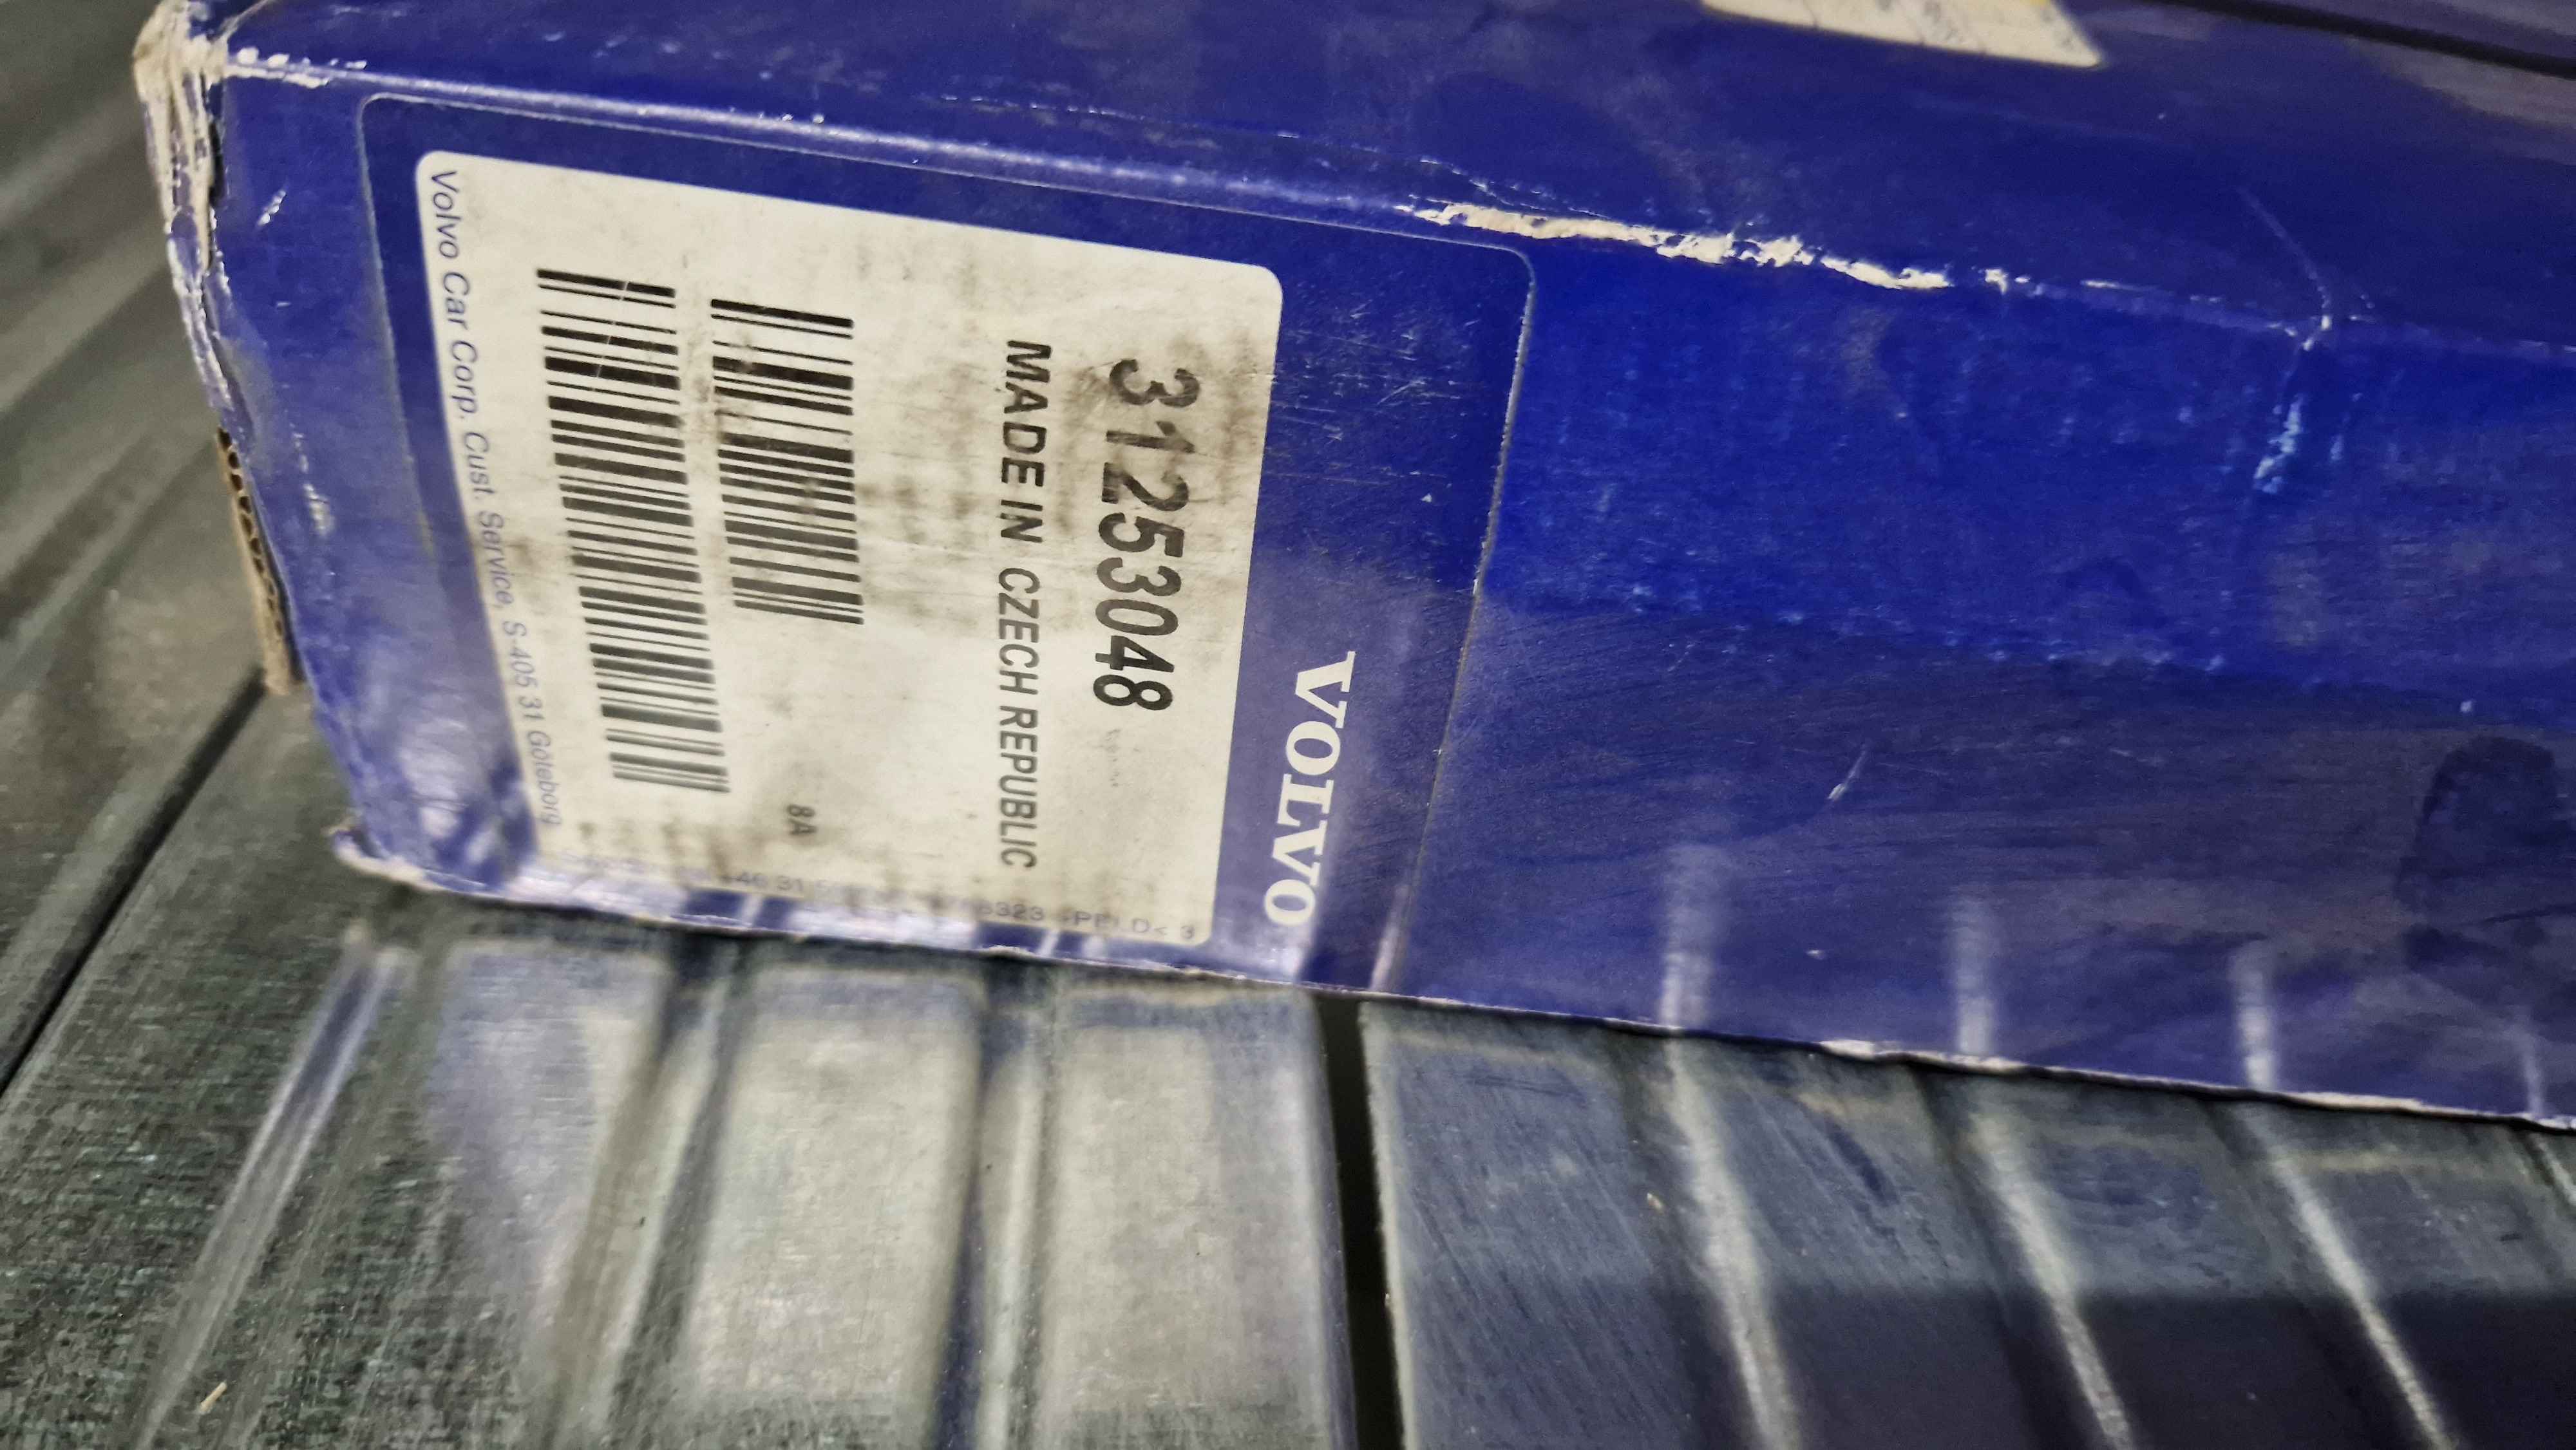 VOLVO
31253048
MADE IN CZECH REPUBLIC
8A
Volvo Car Corp. Cust. Service, S-405 31 Göteborg